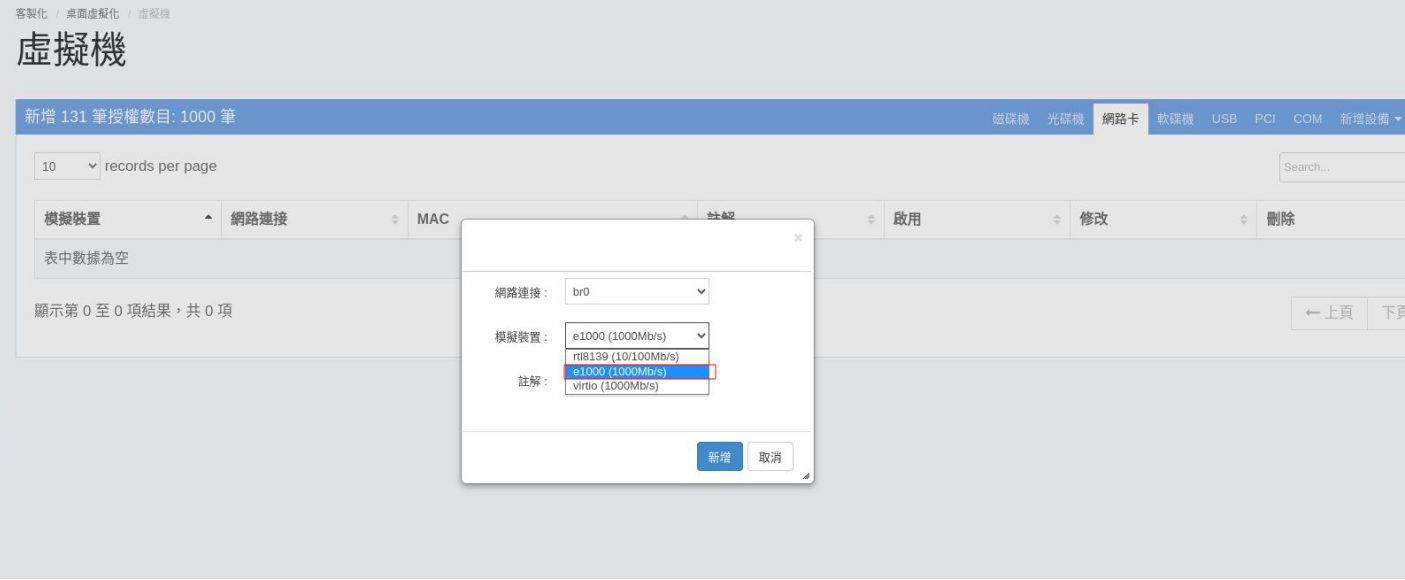 客製化 / 桌面虛擬化 / 虛擬機
虛擬機
新增 131 筆授權數目: 1000 筆 磁碟機 光碟機 網路卡 軟碟機 USB PCI COM 新增設備
10 records per page Search...
模擬裝置 網路連接 MAC 註解 啟用 修改 刪除
表中數據為空
顯示第 0 至 0 項結果，共 0 項 上頁 下頁
×
網路連接 : br0
模擬裝置 : e1000 (1000Mb/s)
rtl8139 (10/100Mb/s)
e1000 (1000Mb/s)
註解 :
virtio (1000Mb/s)
新增 取消